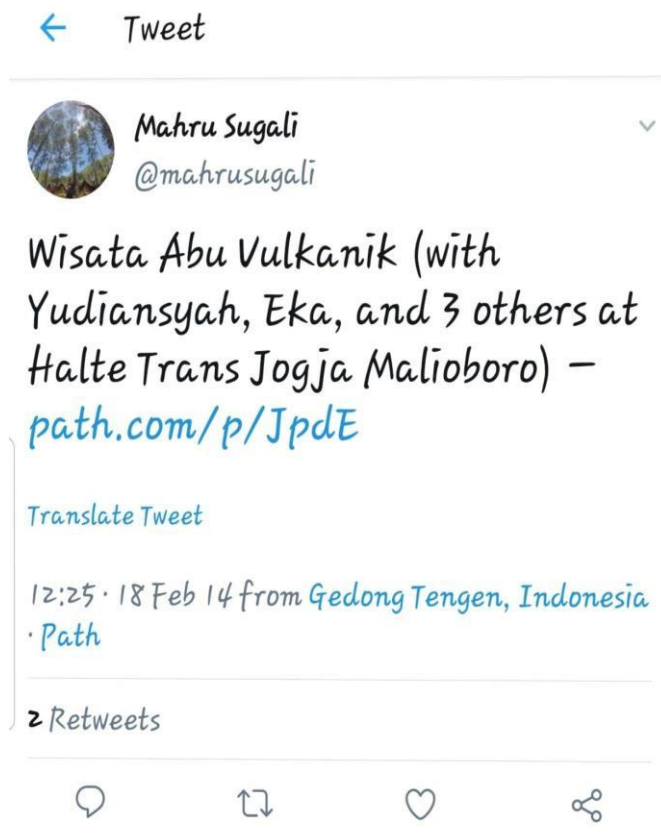 Tweet
Mahru Sugali
@mahrusugali
Wisata Abu Vulkanik (with
Yudiansyah, Eka, and 3 others at
Halte Trans Jogja Malioboro) –
path.com/p/JpdE
Translate Tweet
12:25 · 18 Feb 14 from Gedong Tengen, Indonesia
· Path
2 Retweets